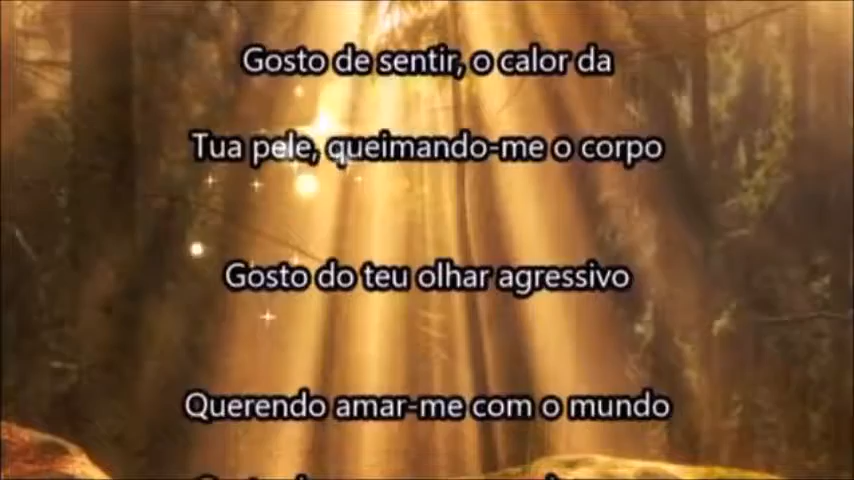 Gosto de sentir, o calor da
Tua pele, queimando-me o corpo
Gosto do teu olhar agressivo
Querendo amar-me com o mundo